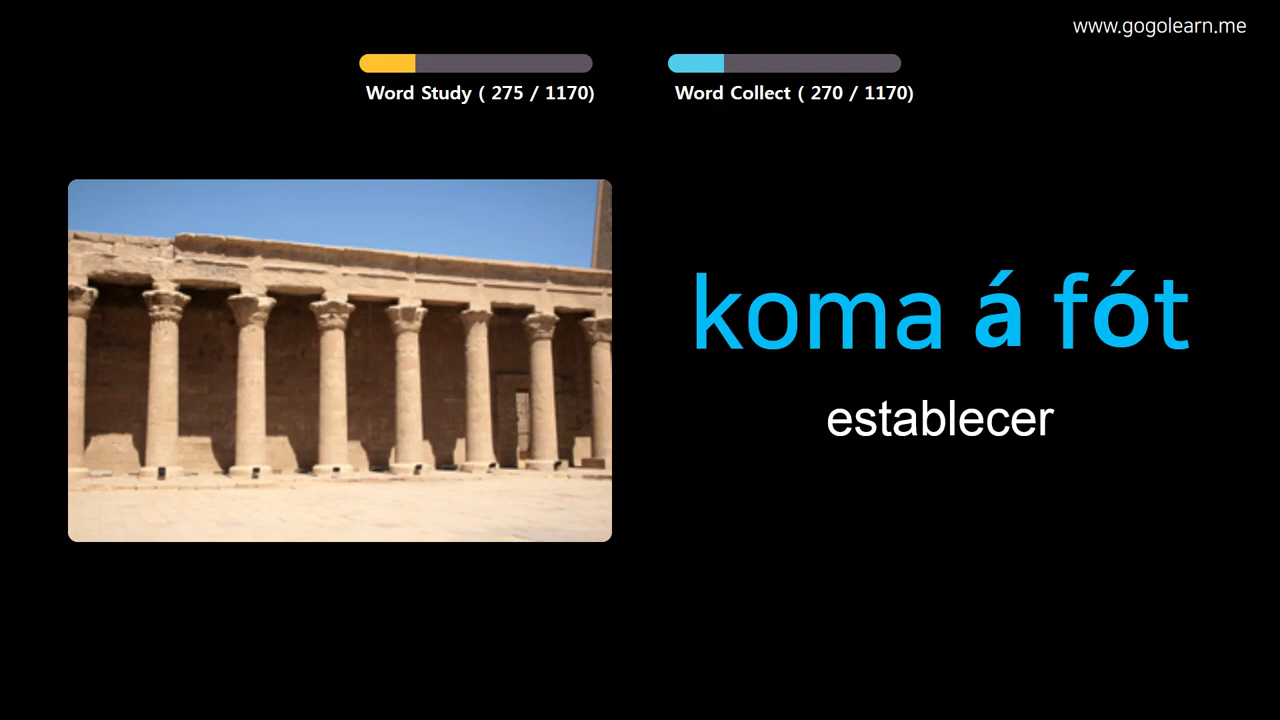 www.gogolearn.me
Word Study ( 275 / 1170)
Word Collect ( 270 / 1170)
koma á fót
establecer